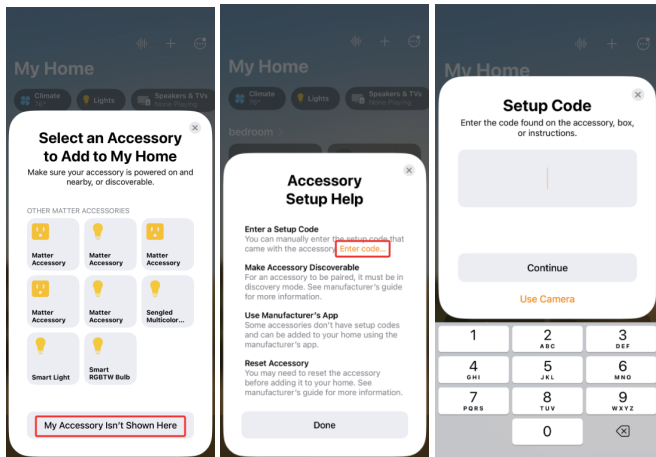 My Home
Climate
76°
Lights
Speakers & TVs
None Playing
Select an Accessory
to Add to My Home
Make sure your accessory is powered on and
nearby, or discoverable.
OTHER MATTER ACCESSORIES
Matter
Accessory
Matter
Accessory
Matter
Accessory
Matter
Accessory
Matter
Accessory
Sengled
Multicolor...
Smart Light
Smart
RGBTW Bulb
My Accessory Isn't Shown Here
My Home
Climate
76°
Lights
Speakers & TVs
None Playing
bedroom >
Accessory
Setup Help
Enter a Setup Code
You can manually enter the setup code that
came with the accessory. Enter code...
Make Accessory Discoverable
For an accessory to be paired, it must be in
discovery mode. See manufacturer's guide
for more information.
Use Manufacturer's App
Some accessories don't have setup codes
and can be added to your home using the
manufacturer's app.
Reset Accessory
You may need to reset the accessory
before adding it to your home. See
manufacturer's guide for more information.
Done
My Home
Setup Code
Enter the code found on the accessory, box,
or instructions.
Continue
Use Camera
1
2
ABC
3
DEF
4
GHI
5
JKL
6
MNO
7
PQRS
8
TUV
9
WXYZ
0